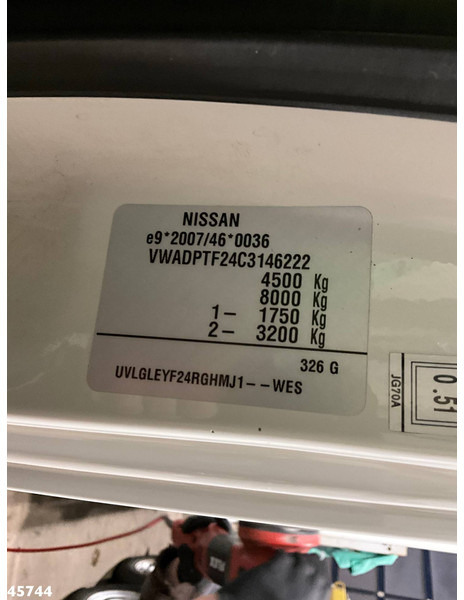 NISSAN
e9*2007/46*0036
VWADPTF24C3146222
4500 Kg
8000 Kg
1- 1750 Kg
2- 3200 Kg
326 G
UVLGLEYF24RGHMJ1--WES
JG70A
0.51
45744